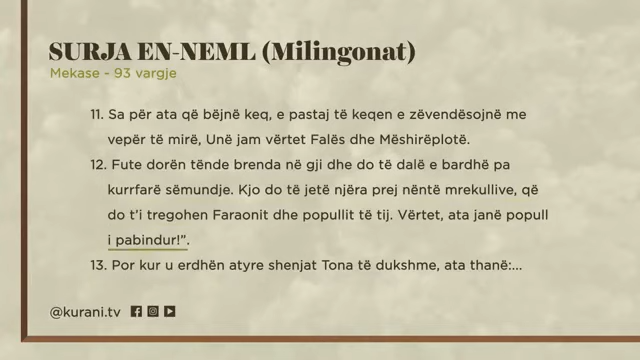 SURJA EN-NEML (Milingonat)
Mekase - 93 vargje
11. Sa për ata që bëjnë keq, e pastaj të keqen e zëvendësojnë me
vepër të mirë, Unë jam vërtet Falës dhe Mëshirëplotë.
12. Fute dorën tënde brenda në gji dhe do të dalë e bardhë pa
kurrfarë sëmundje. Kjo do të jetë njëra prej nëntë mrekullive, që
do t’i tregohen Faraonit dhe popullit të tij. Vërtet, ata janë popull
i pabindur!”.
13. Por kur u erdhën atyre shenjat Tona të dukshme, ata thanë:...
@kurani.tv